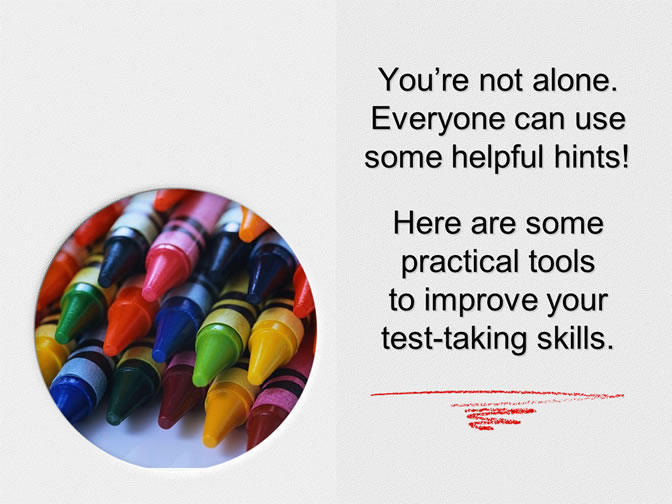 You’re not alone.
Everyone can use
some helpful hints!
Here are some
practical tools
to improve your
test-taking skills.